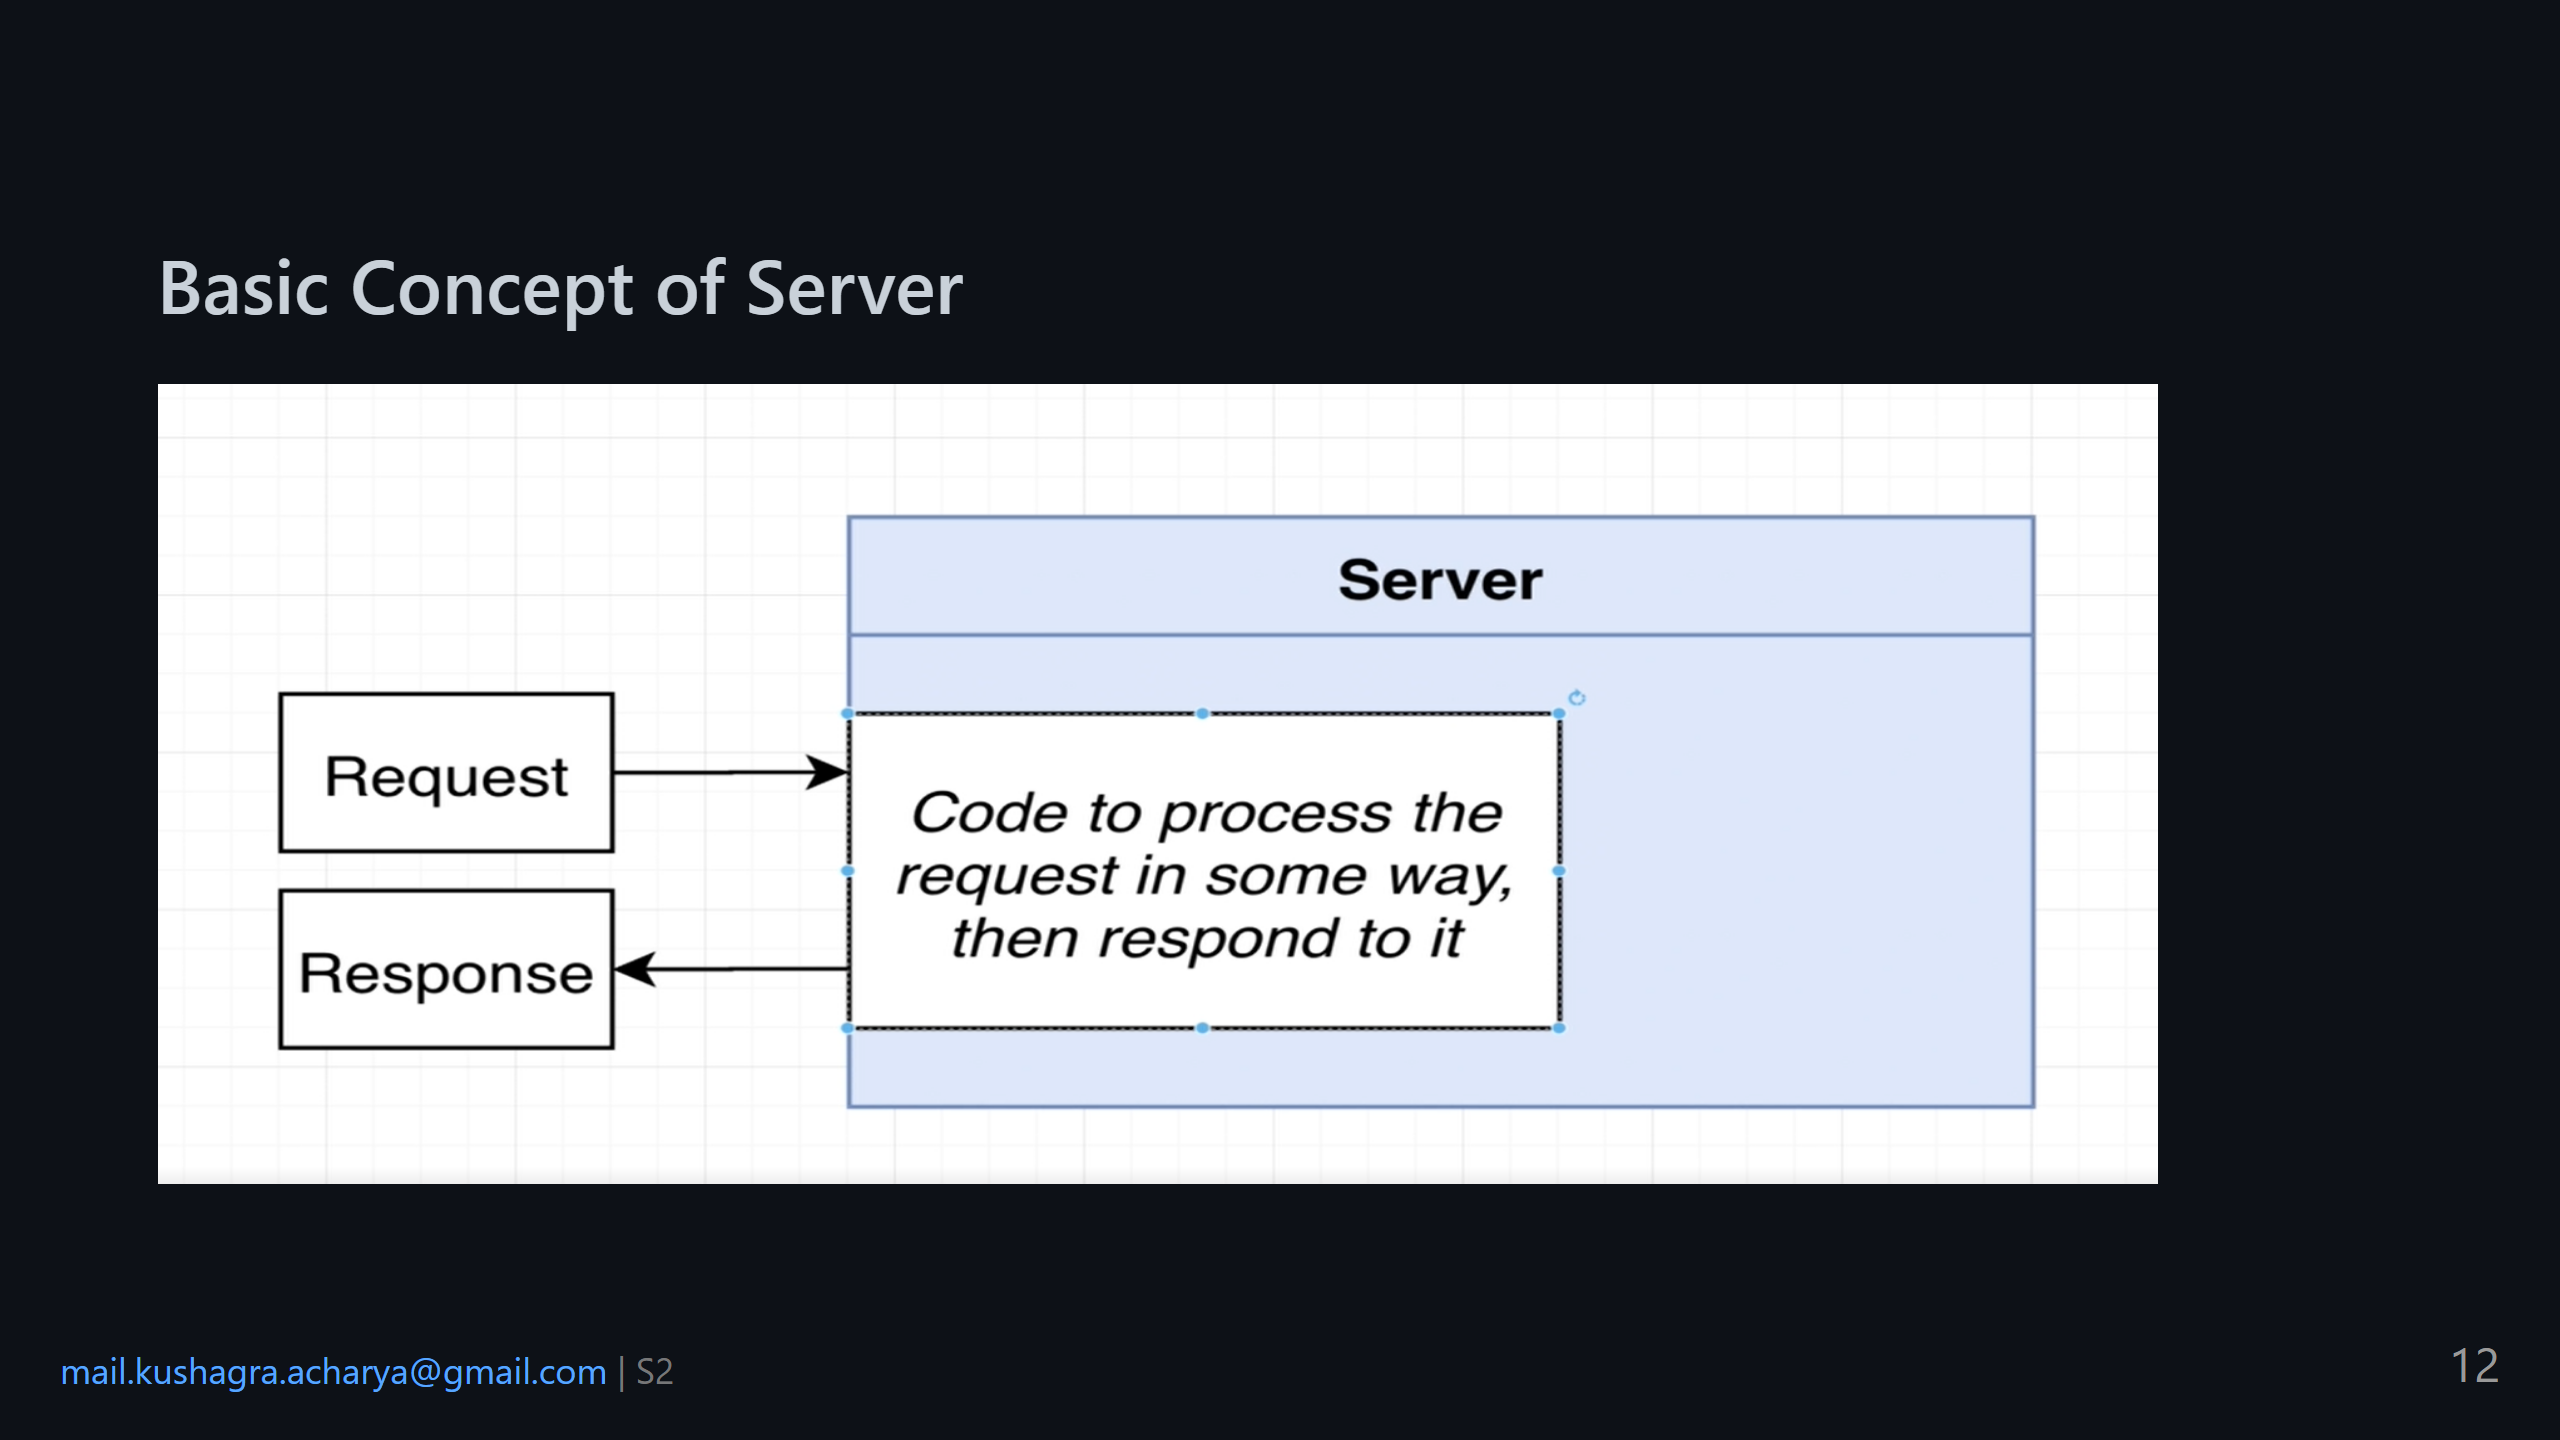 Basic Concept of Server
Server
Request
Code to process the
request in some way,
then respond to it
Response
mail.kushagra.acharya@gmail.com | S2
12